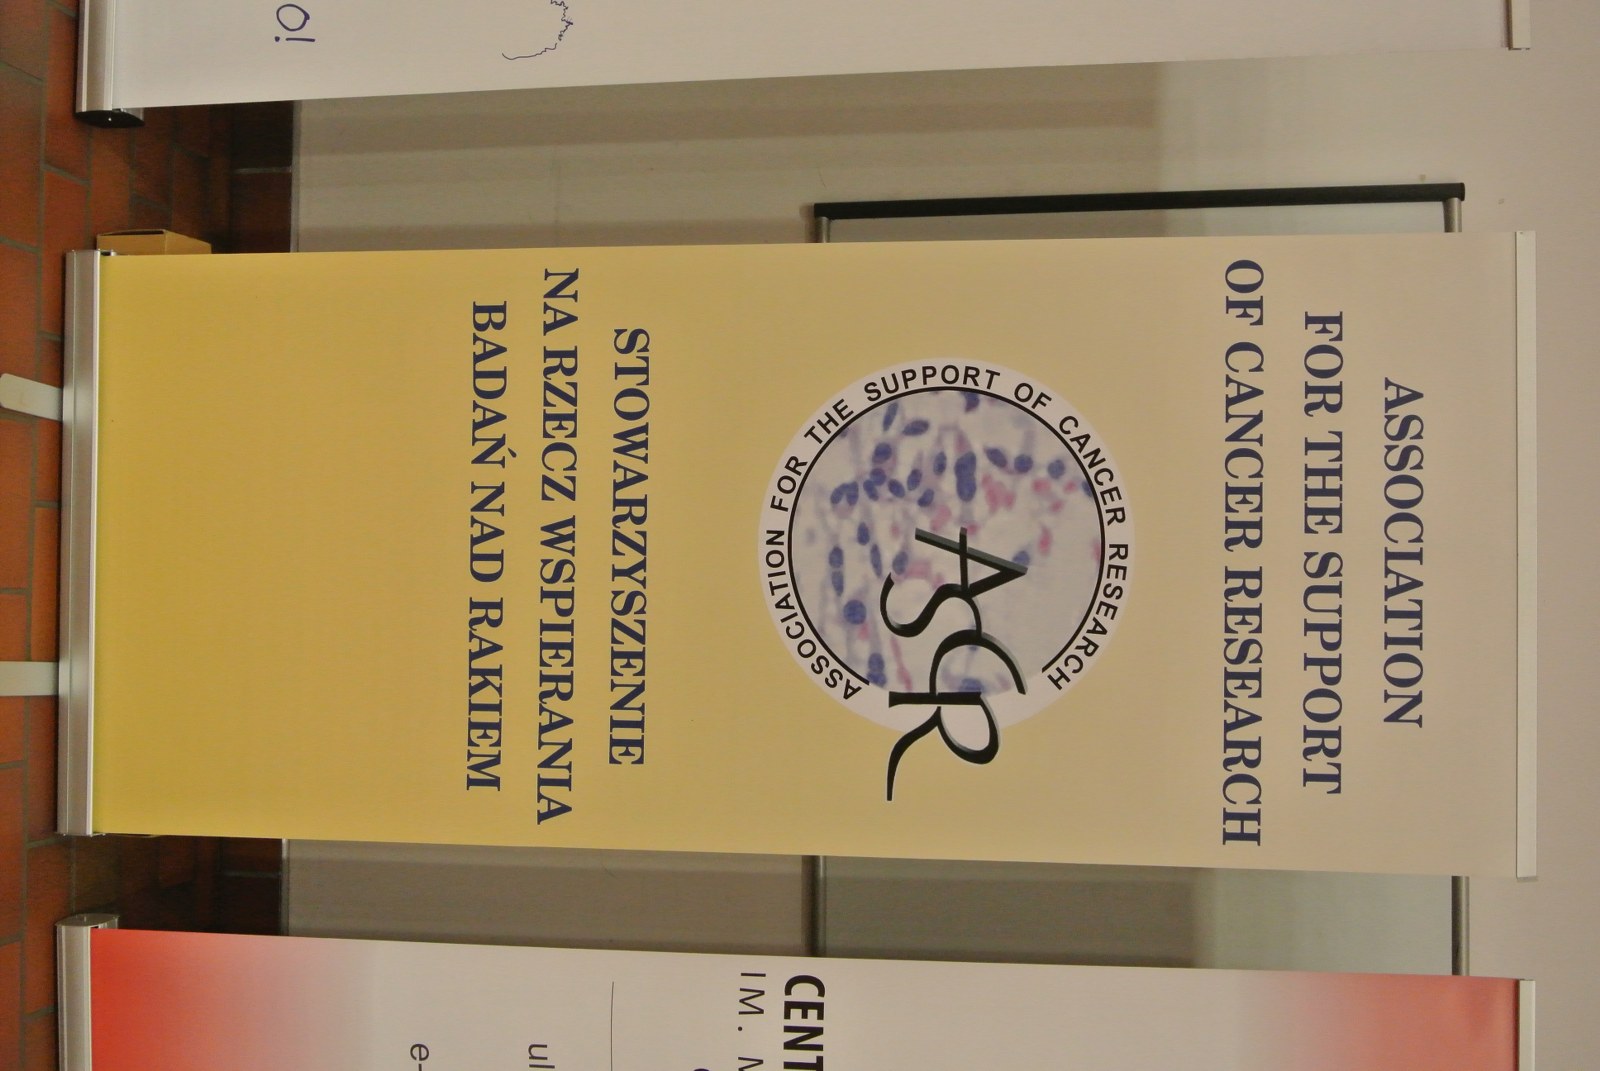 ASSOCIATION
FOR THE SUPPORT
OF CANCER RESEARCH
ASSOCIATION FOR THE SUPPORT OF CANCER RESEARCH
ASCR
STOWARZYSZENIE
NA RZECZ WSPIERANIA
BADAŃ NAD RAKIEM
O!
CENT
IM. M
ul
e-